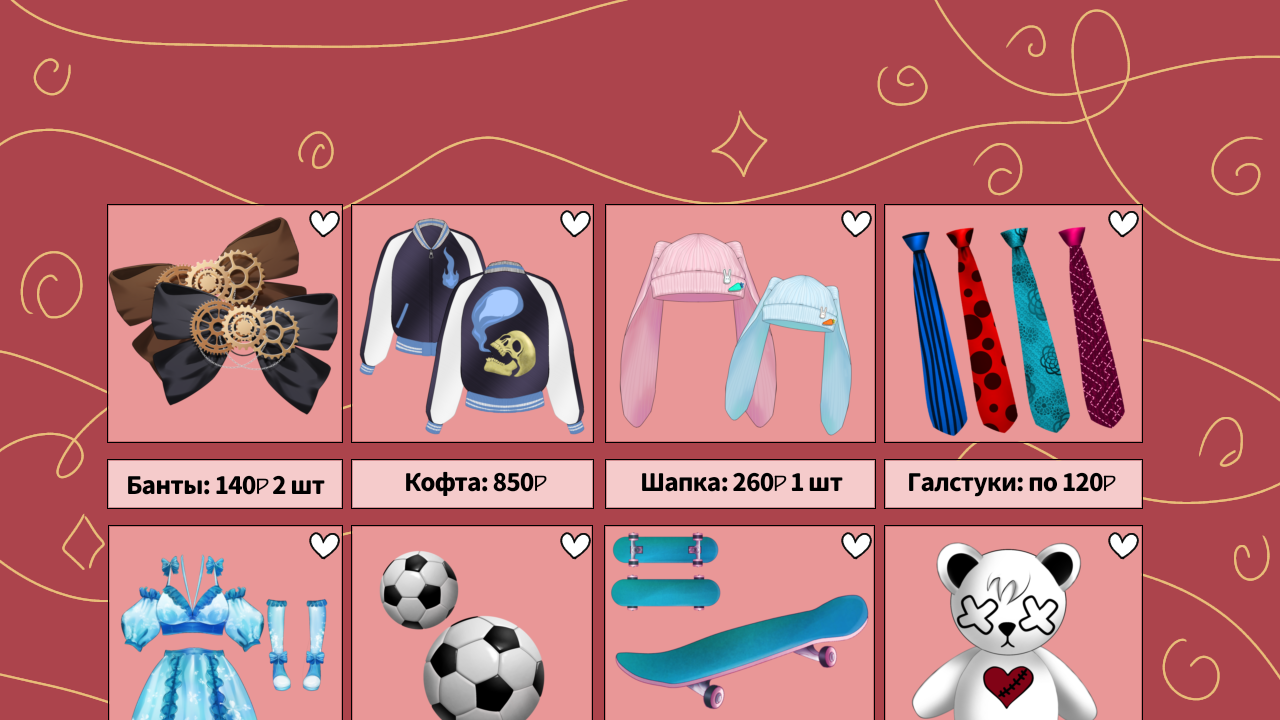 Банты: 140₽ 2 шт
Кофта: 850₽
Шапка: 260₽ 1 шт
Галстуки: по 120₽